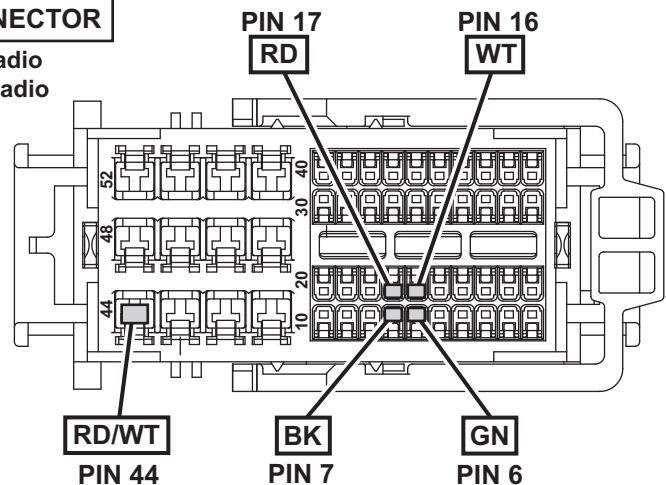 NECTOR
adio
adio
PIN 17
RD
PIN 16
WT
52
40
30
48
20
44
10
RD/WT
PIN 44
BK
PIN 7
GN
PIN 6